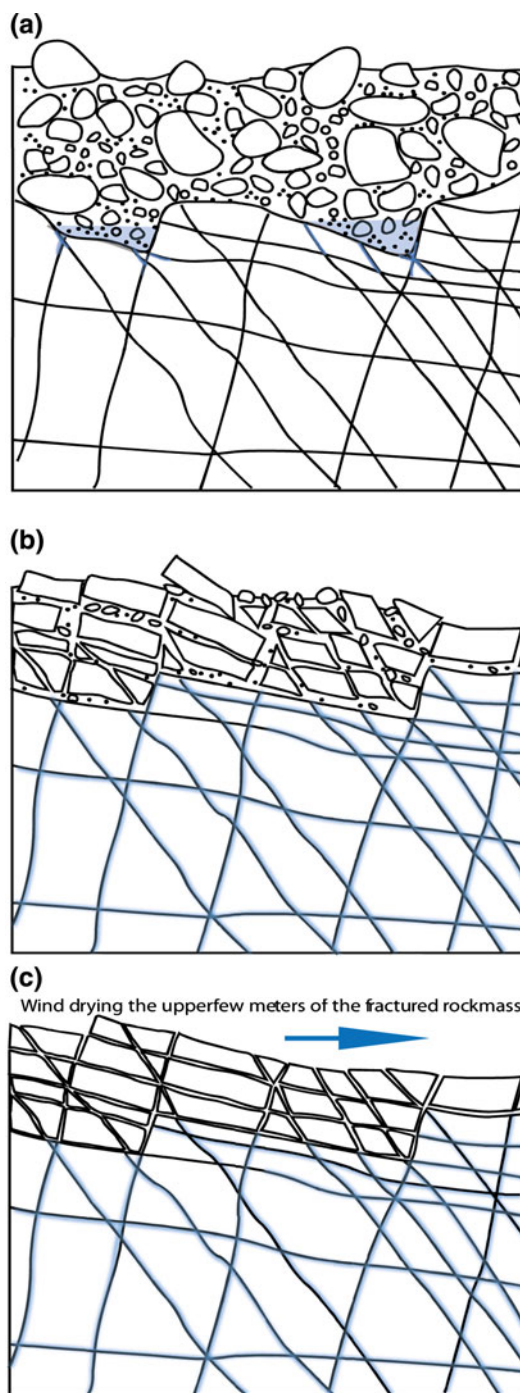 (a)
(b)
(c)
Wind drying the upperfew meters of the fractured rockmass